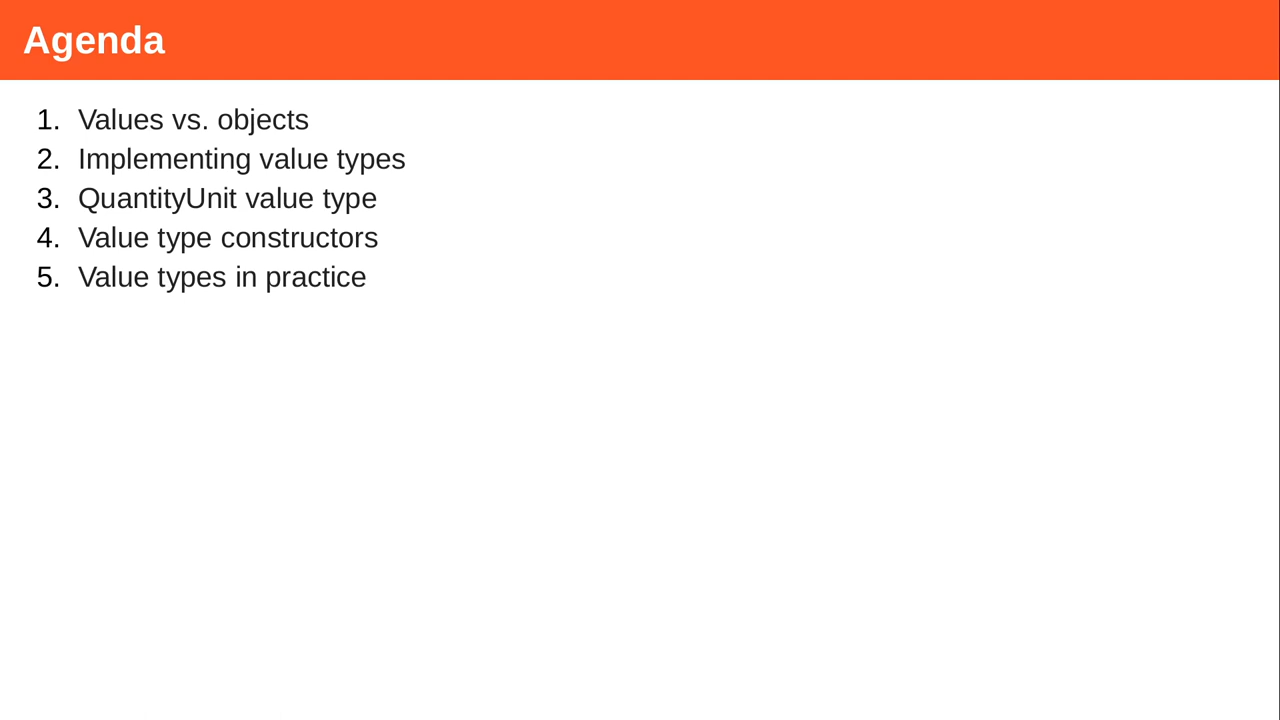 Agenda
1. Values vs. objects
2. Implementing value types
3. QuantityUnit value type
4. Value type constructors
5. Value types in practice